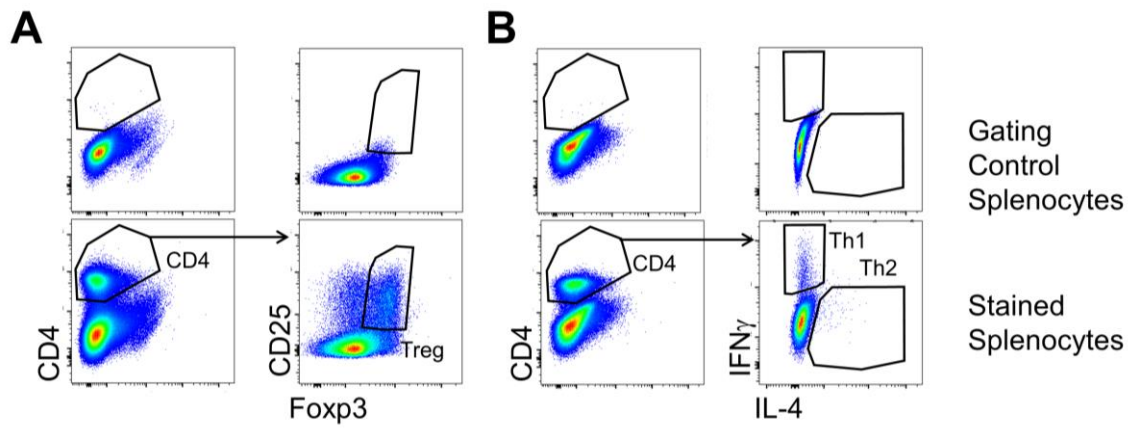 A
B
Gating
Control
Splenocytes
CD4
Treg
CD4
CD25
Foxp3
CD4
Th1
Th2
CD4
IFNγ
IL-4
Stained
Splenocytes